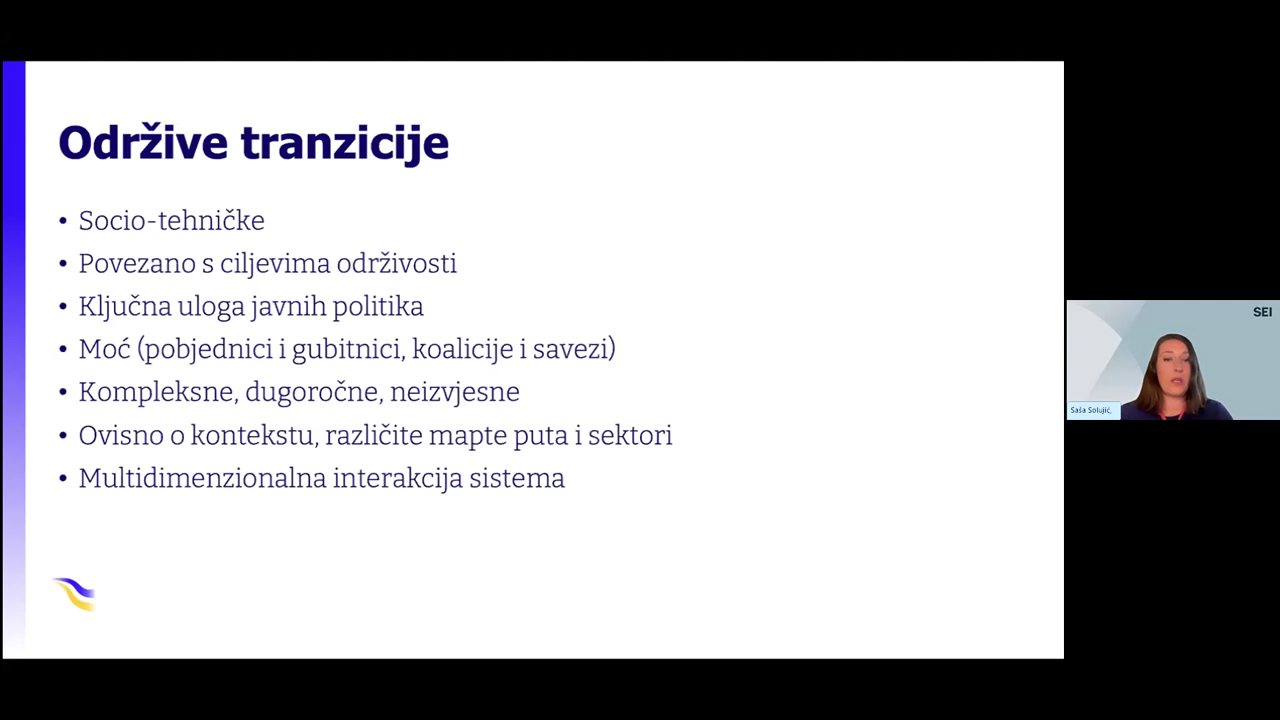 Održive tranzicije
• Socio-tehničke
• Povezano s ciljevima održivosti
• Ključna uloga javnih politika
• Moć (pobjednici i gubitnici, koalicije i savezi)
• Kompleksne, dugoročne, neizvjesne
• Ovisno o kontekstu, različite mapte puta i sektori
• Multidimenzionalna interakcija sistema
SEI
Saša Solujić,